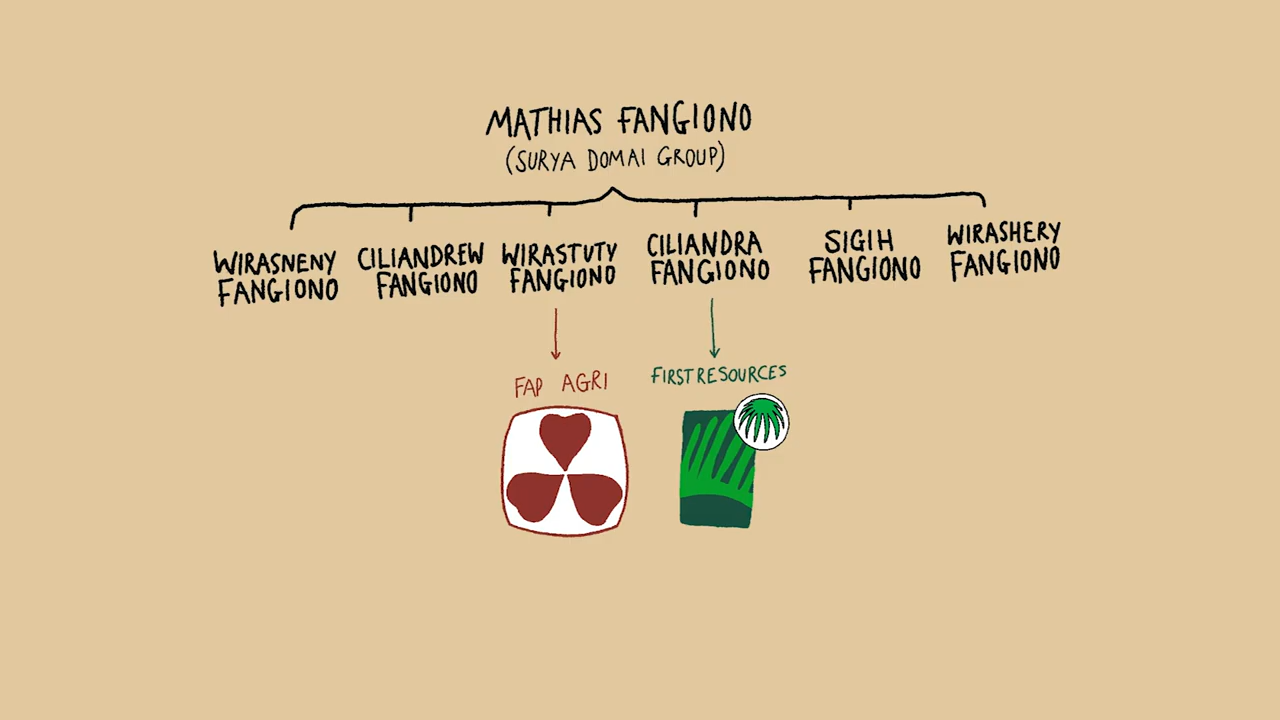 MATHIAS FANGIONO
(SURYA DOMAI GROUP)
WIRASNENY
FANGIONO
CILIANDREW
FANGIONO
WIRASTUTY
FANGIONO
CILIANDRA
FANGIONO
SIGIH
FANGIONO
WIRASHERY
FANGIONO
FAP AGRI
FIRST RESOURCES